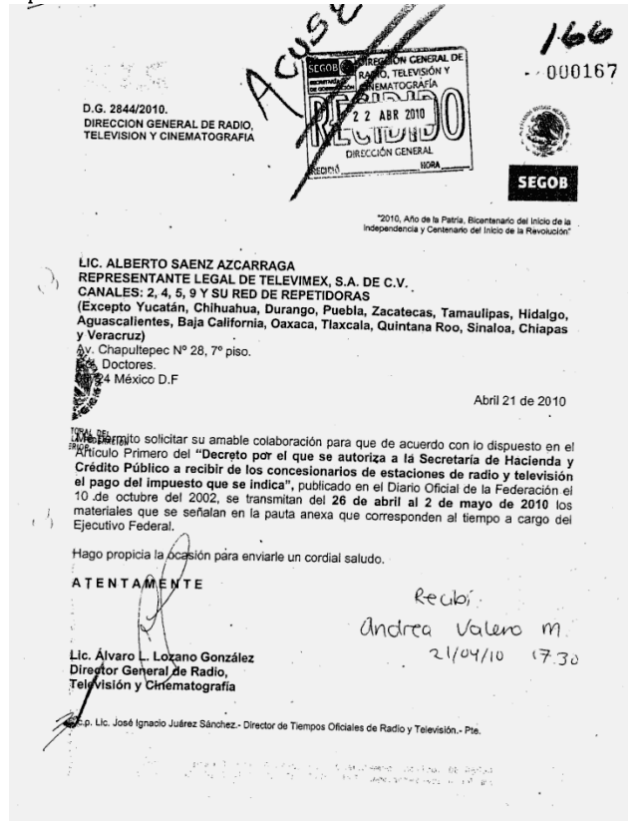 Acuse
166
000167
SEGOB
SECRETARÍA DE GOBERNACIÓN
DIRECCIÓN GENERAL DE
RADIO, TELEVISIÓN Y
CINEMATOGRAFÍA
RECIBIDO
22 ABR 2010
DIRECCIÓN GENERAL
RECIBIÓ HORA
D.G. 2844/2010.
DIRECCION GENERAL DE RADIO,
TELEVISION Y CINEMATOGRAFIA
SEGOB
"2010, Año de la Patria, Bicentenario del Inicio de la
Independencia y Centenario del Inicio de la Revolución"
LIC. ALBERTO SAENZ AZCARRAGA
REPRESENTANTE LEGAL DE TELEVIMEX, S.A. DE C.V.
CANALES: 2, 4, 5, 9 Y SU RED DE REPETIDORAS
(Excepto Yucatán, Chihuahua, Durango, Puebla, Zacatecas, Tamaulipas, Hidalgo,
Aguascalientes, Baja California, Oaxaca, Tlaxcala, Quintana Roo, Sinaloa, Chiapas
y Veracruz)
Av. Chapultepec Nº 28, 7º piso.
Doctores.
24 México D.F
Abril 21 de 2010
permito solicitar su amable colaboración para que de acuerdo con lo dispuesto en el
Artículo Primero del "Decreto por el que se autoriza a la Secretaría de Hacienda y
Crédito Público a recibir de los concesionarios de estaciones de radio y televisión
el pago del impuesto que se indica", publicado en el Diario Oficial de la Federación el
10 de octubre del 2002, se transmitan del 26 de abril al 2 de mayo de 2010 los
materiales que se señalan en la pauta anexa que corresponden al tiempo a cargo del
Ejecutivo Federal.
Hago propicia la ocasión para enviarle un cordial saludo.
ATENTAMENTE
Recibí:
Andrea Valero M.
21/04/10 17:30
Lic. Álvaro L. Lozano González
Director General de Radio,
Televisión y Cinematografía
c.p. Lic. José Ignacio Juárez Sánchez.- Director de Tiempos Oficiales de Radio y Televisión.- Pte.